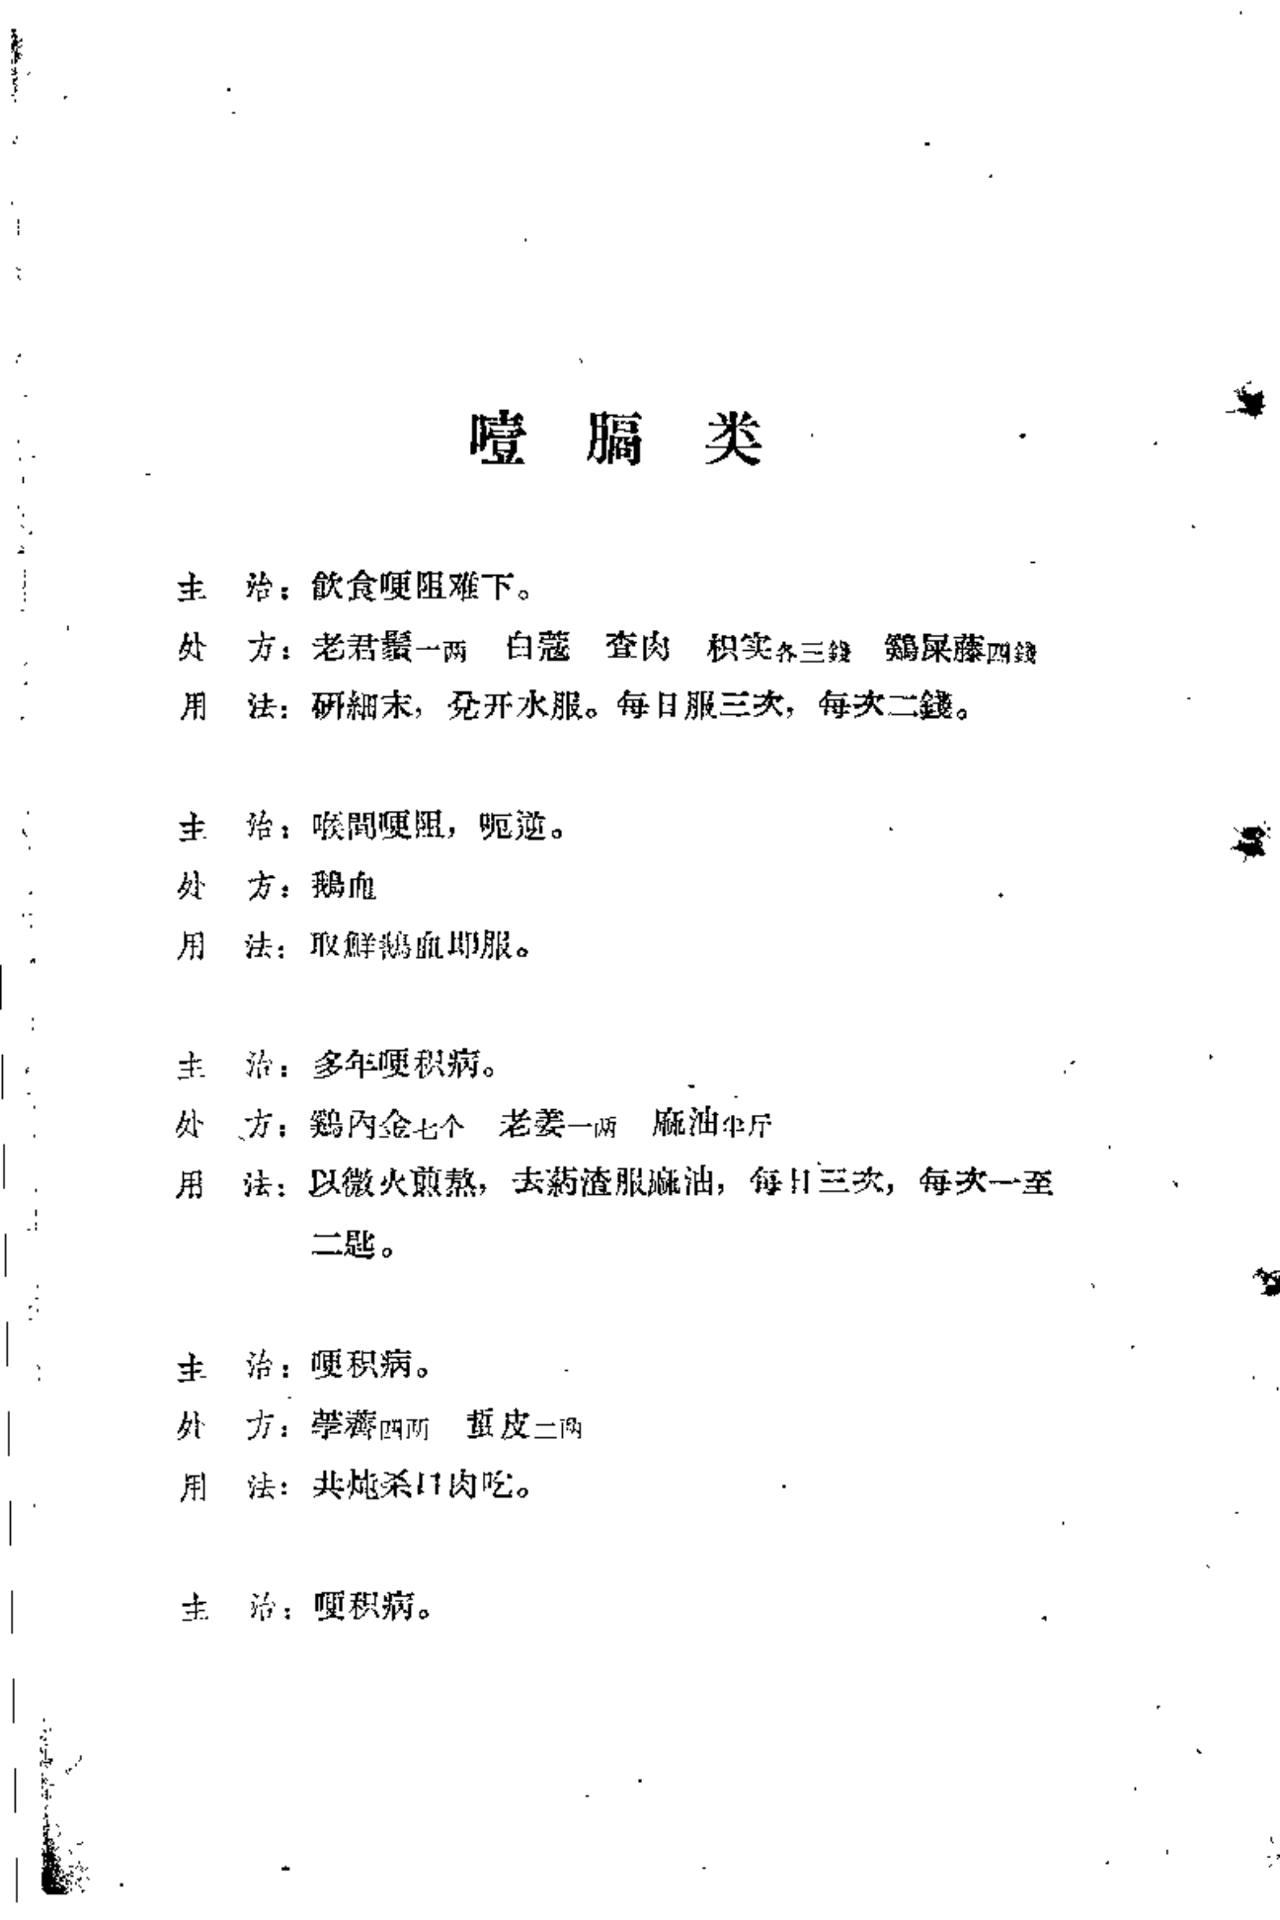 噎膈类
主治：飲食哽阻难下。
处方：老君鬚一两 白蔻 查肉 枳实各三錢 鷄屎藤四錢
用法：研細末，兌开水服。每日服三次，每次二錢。
主治：喉間哽阻，呃逆。
处方：鵝血
用法：取鮮鵝血即服。
主治：多年哽积病。
处方：鷄內金七个 老姜一两 麻油半斤
用法：以微火煎熬，去葯渣服麻油，每日三次，每次一至
二匙。
主治：哽积病。
处方：荸薺四两 皮二两
用法：共炖杀口肉吃。
主治：哽积病。